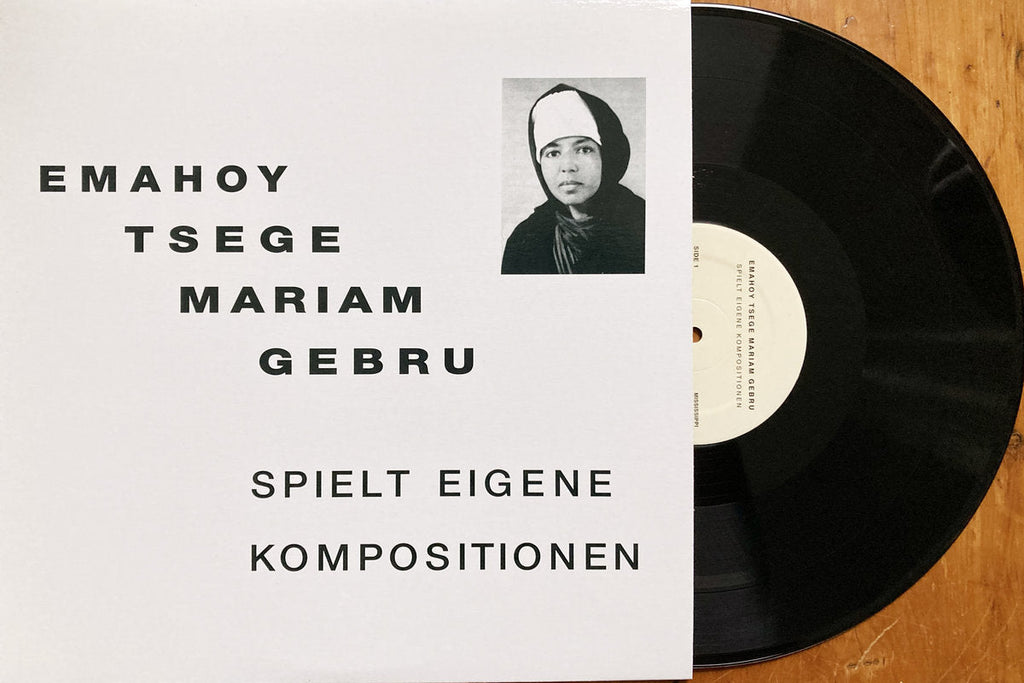 EMAHOY
TSEGE
MARIAM
GEBRU
SPIELT EIGENE
KOMPOSITIONEN
SIDE 1
EMAHOY TSEGE MARIAM GEBRU
SPIELT EIGENE KOMPOSITIONEN
MISSISSIPPI